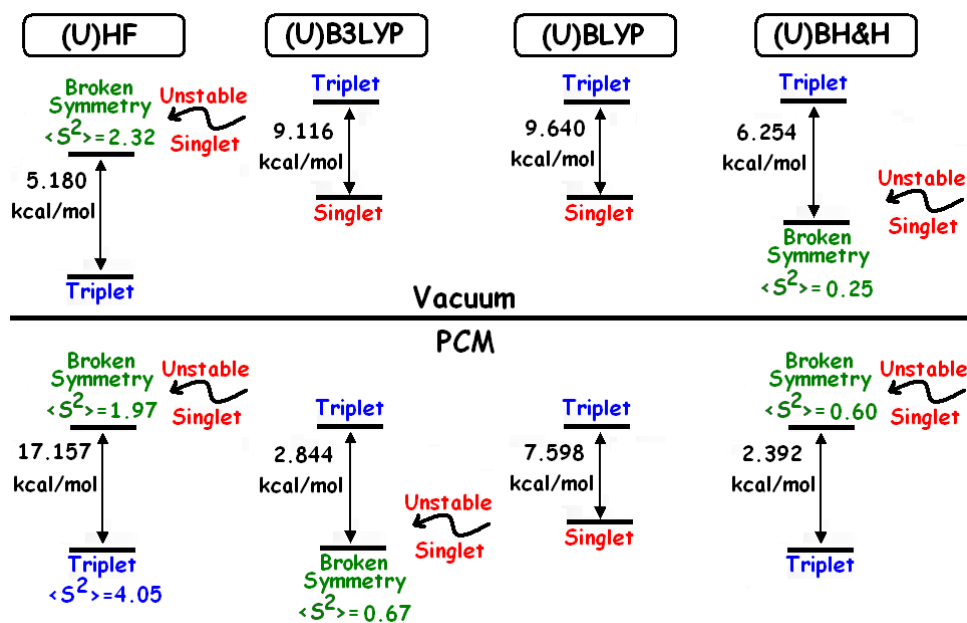 (U)HF
(U)B3LYP
(U)BLYP
(U)BH&H
Broken
Symmetry
<S²>=2.32
Unstable
Singlet
5.180
kcal/mol
Triplet
Triplet
9.116
kcal/mol
Singlet
Triplet
9.640
kcal/mol
Singlet
Triplet
6.254
kcal/mol
Unstable
Singlet
Broken
Symmetry
<S²>=0.25
Vacuum
PCM
Broken
Symmetry
<S²>=1.97
Unstable
Singlet
17.157
kcal/mol
Triplet
<S²>=4.05
Triplet
2.844
kcal/mol
Unstable
Singlet
Broken
Symmetry
<S²>=0.67
Triplet
7.598
kcal/mol
Singlet
Broken
Symmetry
<S²>=0.60
Unstable
Singlet
2.392
kcal/mol
Triplet